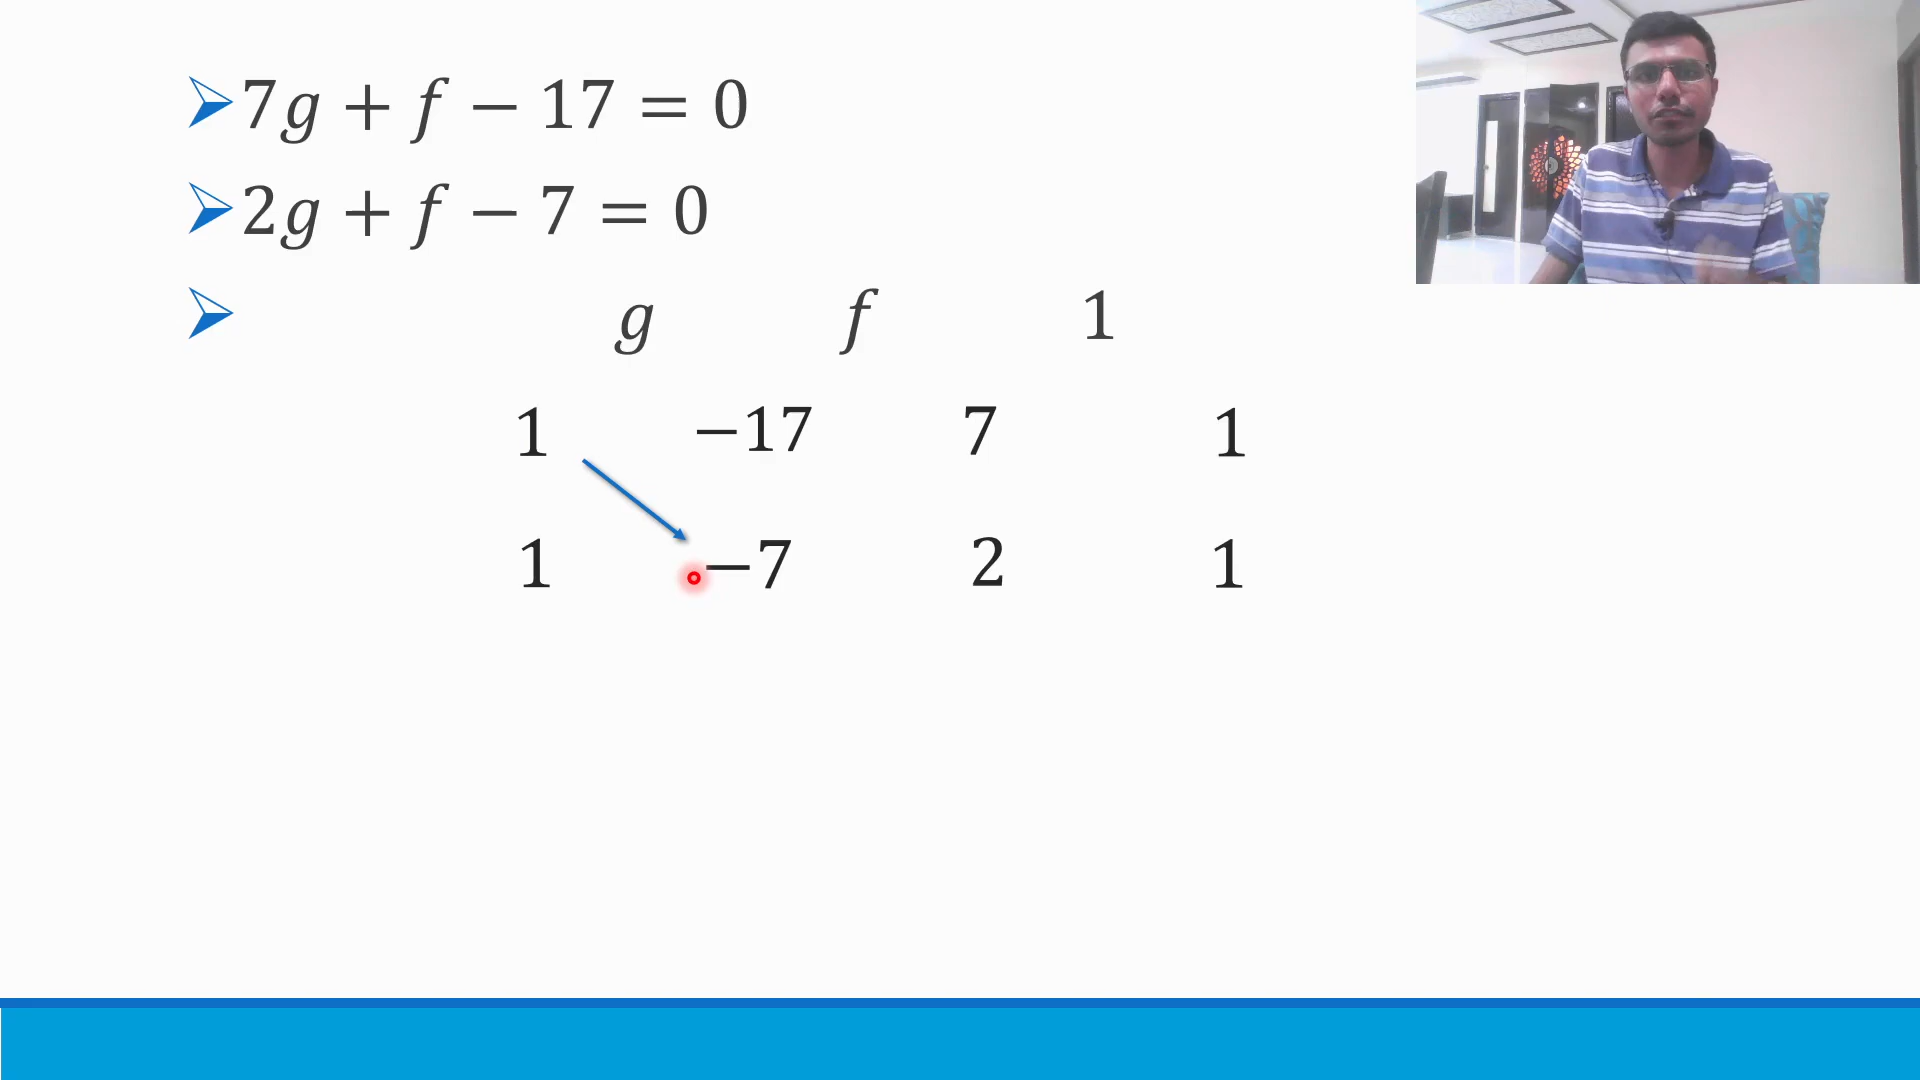 7g + f − 17 = 0
2g + f − 7 = 0
g f 1
1 −17 7 1
1 −7 2 1